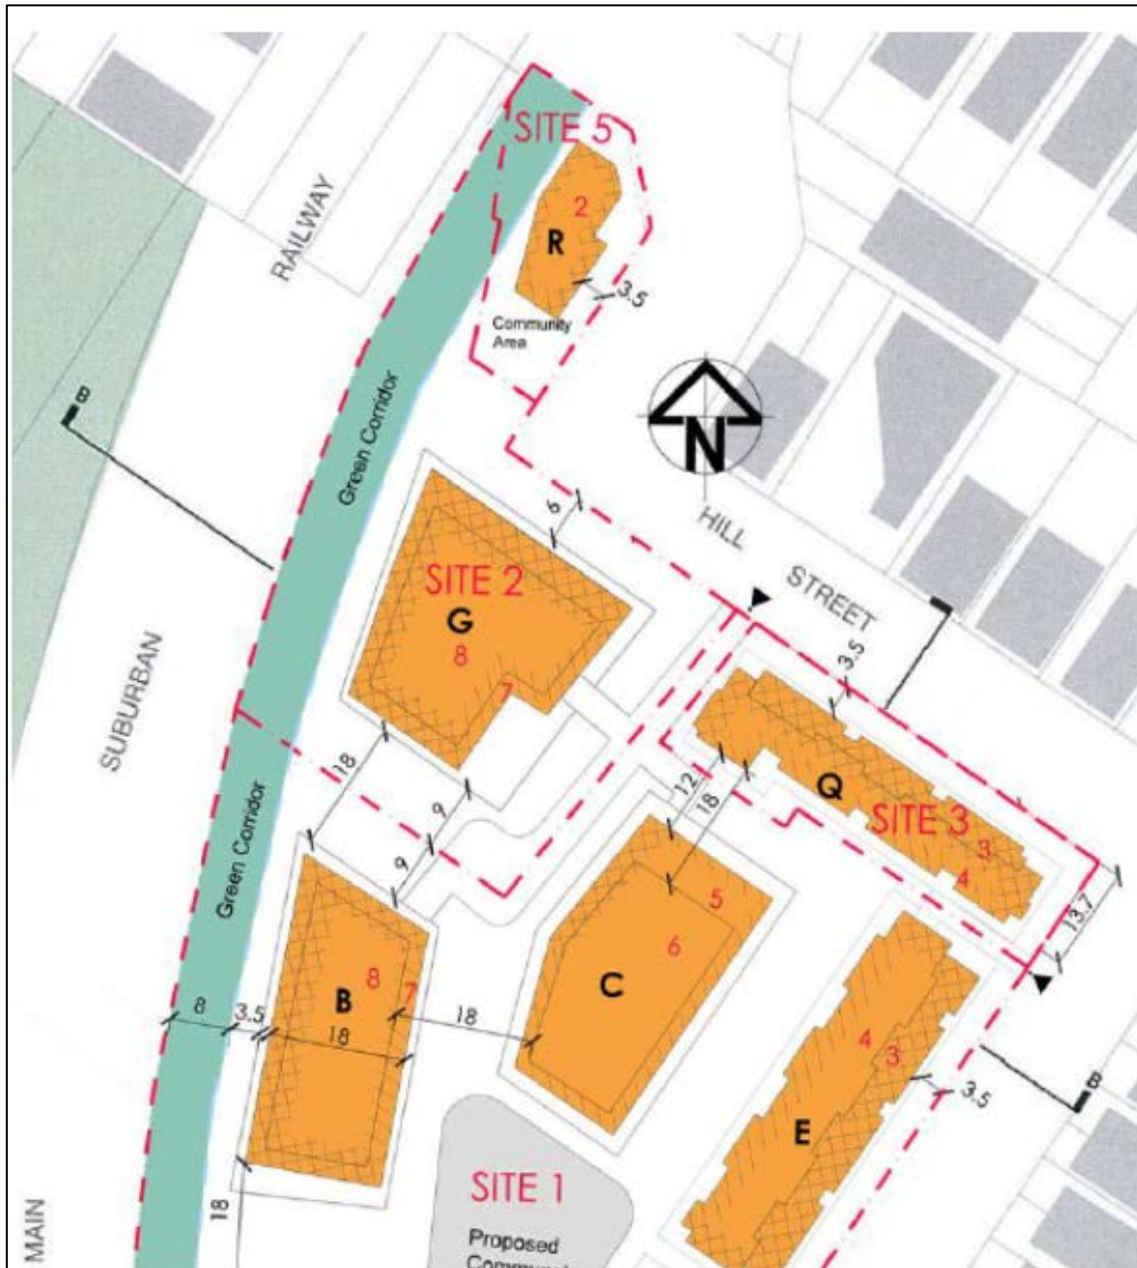 SITE 5
2
R
RAILWAY
3.5
Community
Area
B
Green Corridor
N
HILL
STREET
6
SITE 2
G
8
7
SUBURBAN
3.5
18
12
18
Q
SITE 3
3
4
9
9
Green Corridor
5
6
13.7
C
8
7
B
8
3.5
18
18
4
3
3.5
B
E
SITE 1
18
MAIN
Proposed